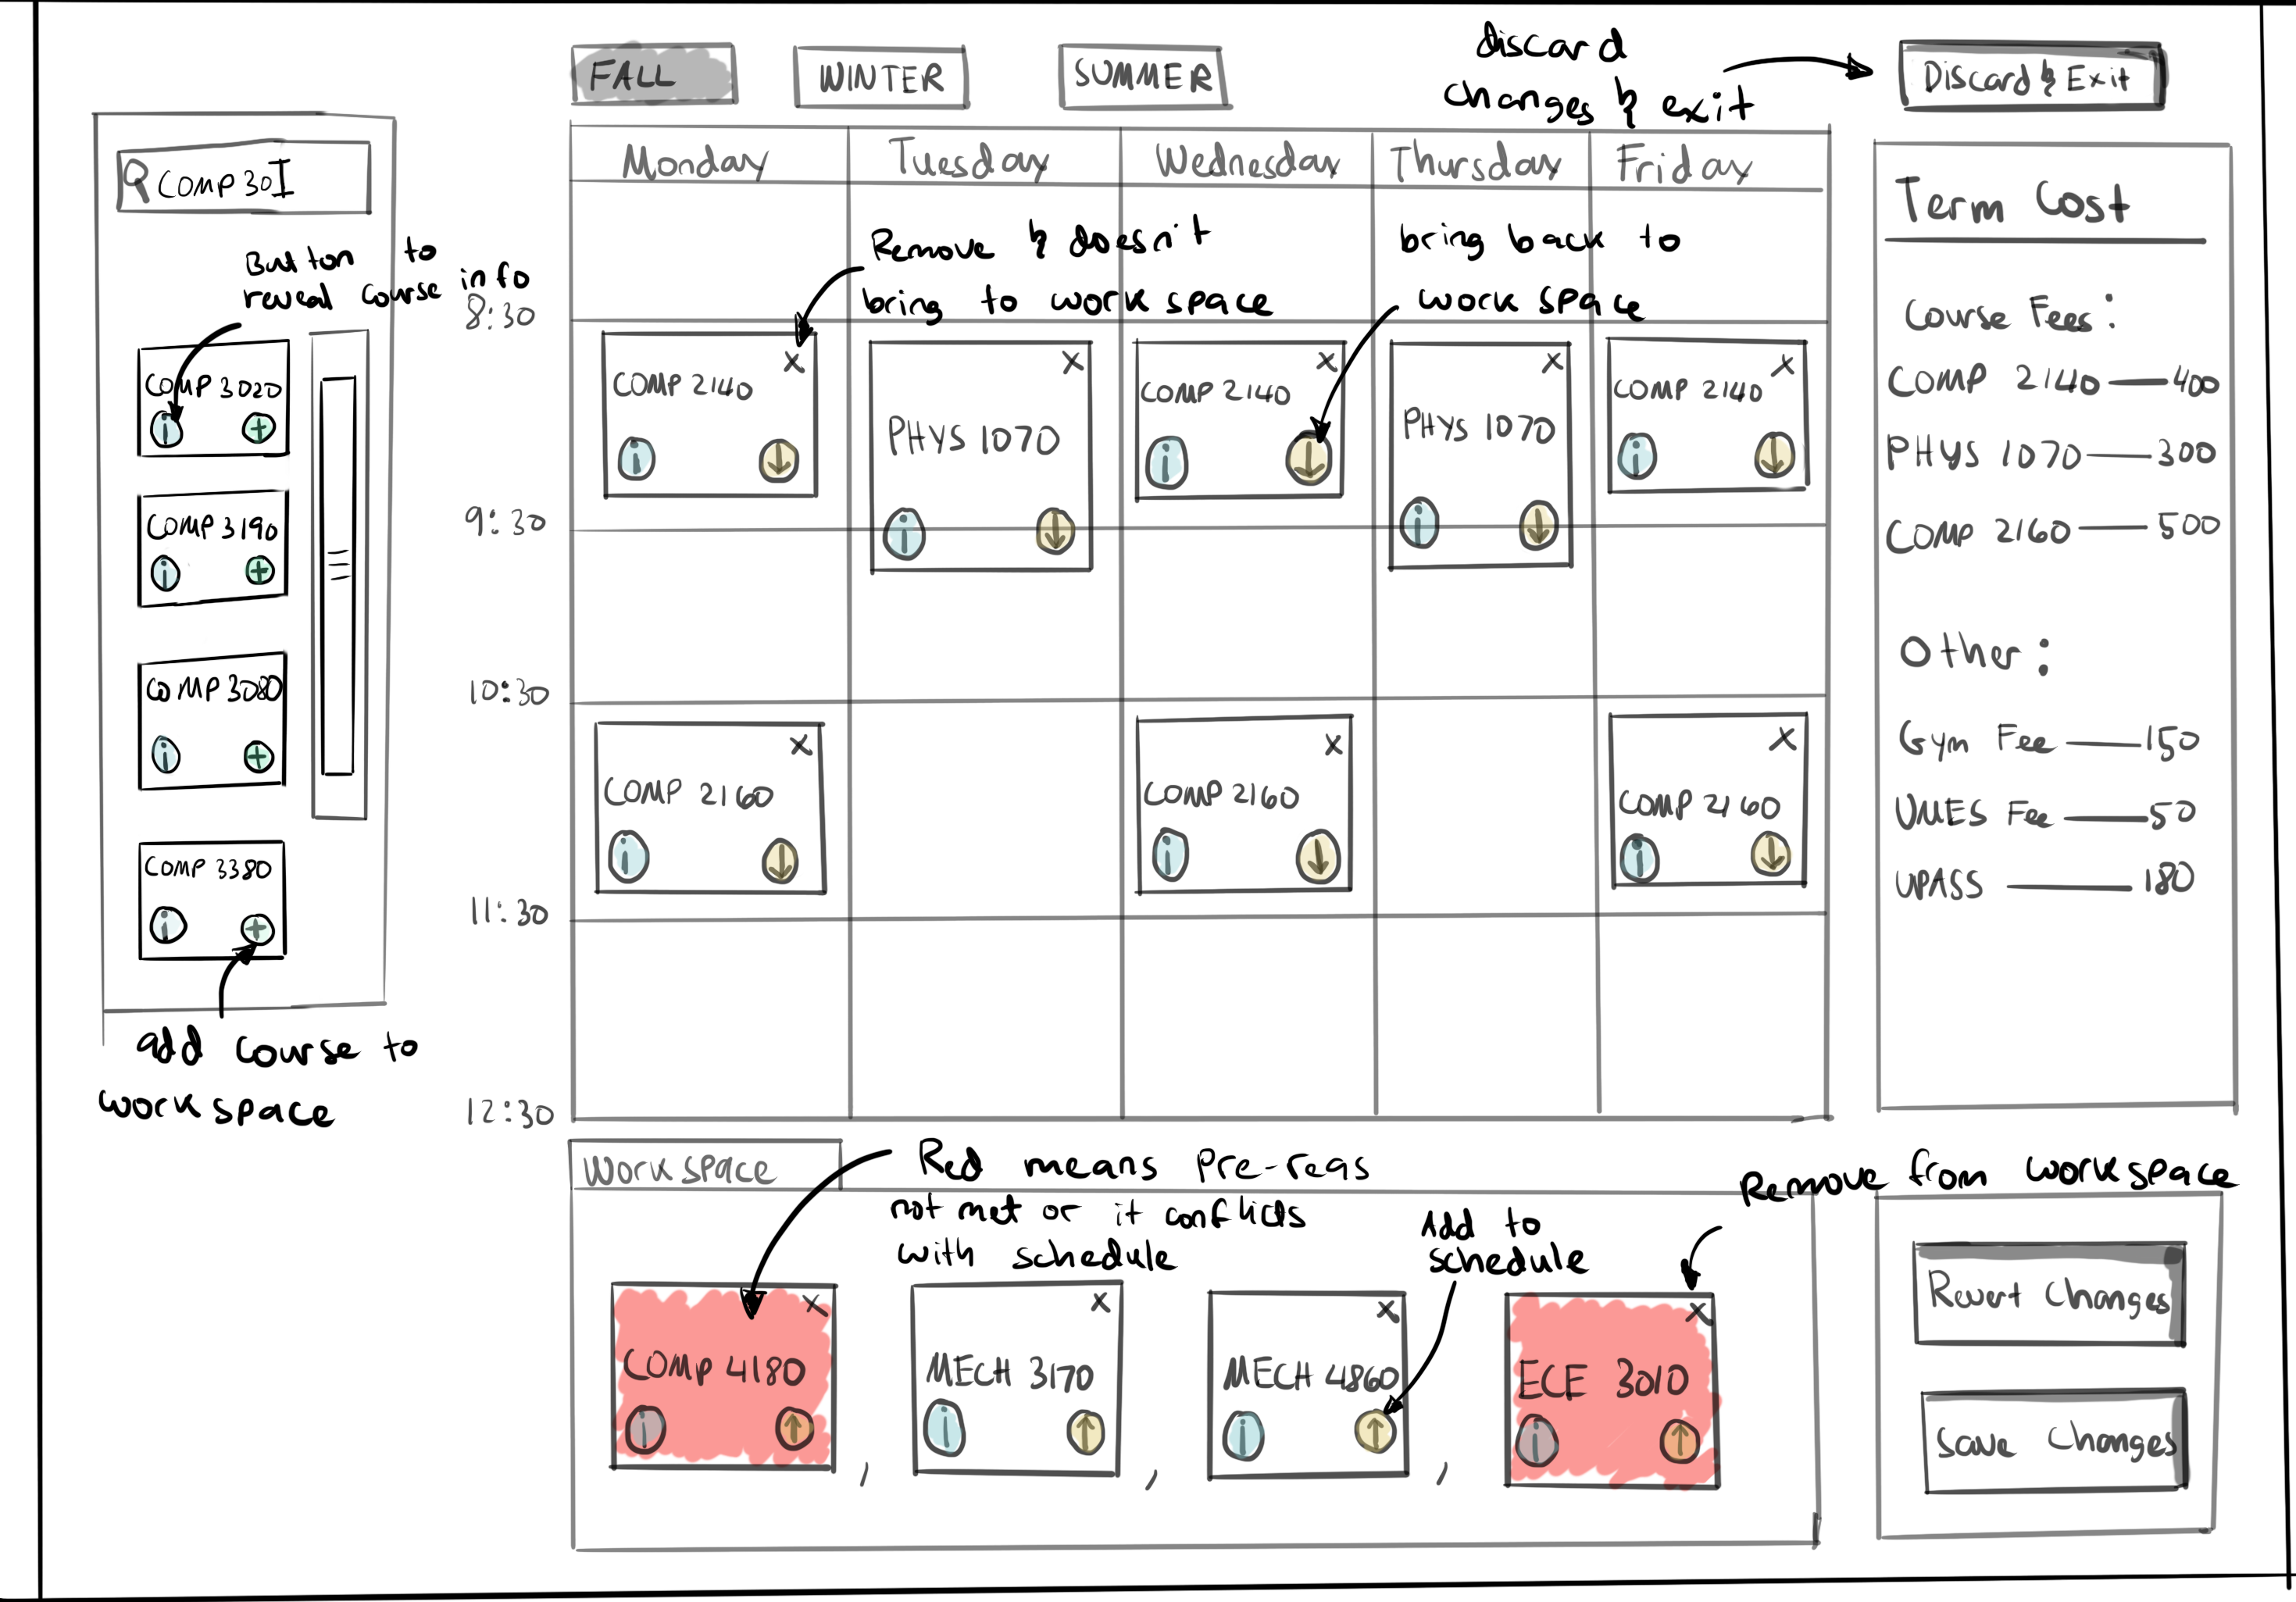 FALL
WINTER
SUMMER
discard
changes & exit
Discard & Exit
COMP 30
Button to
reveal course info
COMP 3020
i +
COMP 3190
i +
COMP 3080
i +
COMP 3380
i +
add course to
workspace
Monday Tuesday Wednesday Thursday Friday
Remove & doesn't
bring to work space
bring back to
work space
8:30
9:30
10:30
11:30
12:30
X
COMP 2140
i ↓
X
PHYS 1070
i ↓
X
COMP 2140
i ↓
X
PHYS 1070
i ↓
X
COMP 2140
i ↓
X
COMP 2160
i ↓
X
COMP 2160
i ↓
X
COMP 2160
i ↓
Term Cost
Course Fees:
COMP 2140 — 400
PHYS 1070 — 300
COMP 2160 — 500
Other:
Gym Fee — 150
UMES Fee — 50
UPASS — 180
Work space
Red means Pre-reqs
not met or it conflicts
with schedule
Add to
schedule
Remove from workspace
X
COMP 4180
i ↑
,
X
MECH 3170
i ↑
,
X
MECH 4860
i ↑
,
X
ECE 3010
i ↑
Revert Changes
Save Changes